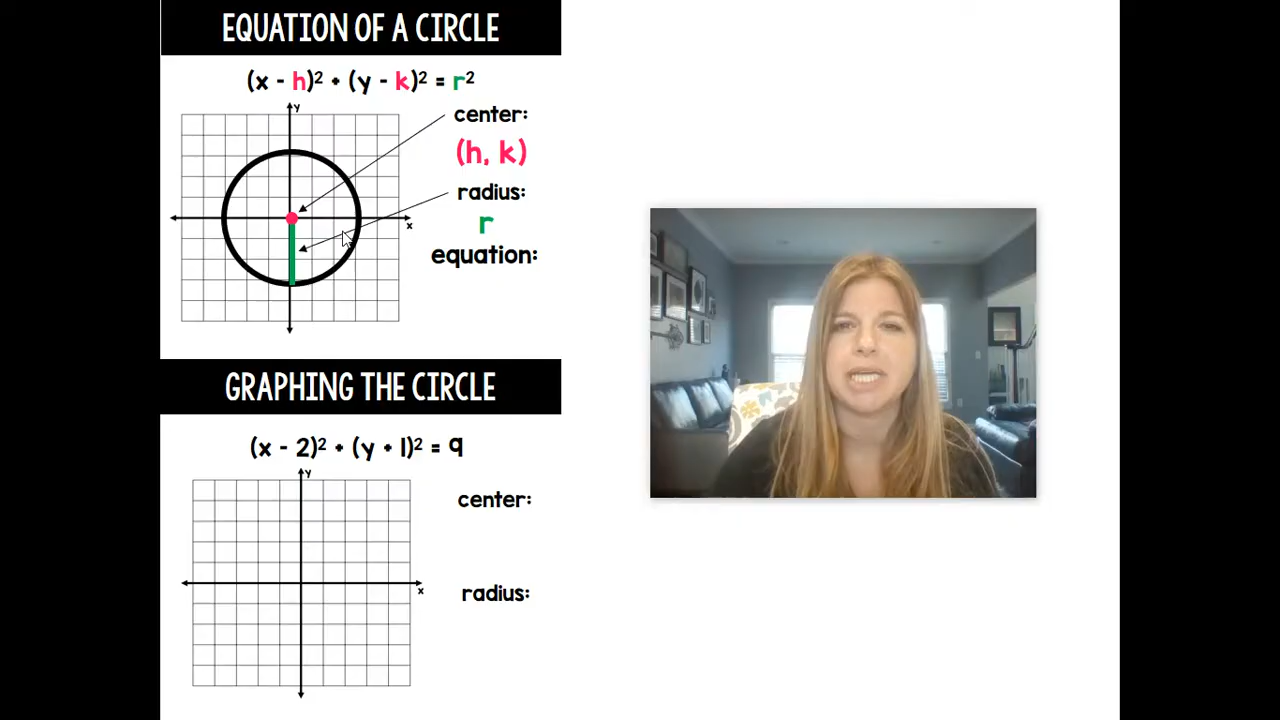 EQUATION OF A CIRCLE
(x - h)² + (y - k)² = r²
y
center:
(h, k)
radius:
x
r
equation:
GRAPHING THE CIRCLE
(x - 2)² + (y + 1)² = 9
y
center:
x
radius: